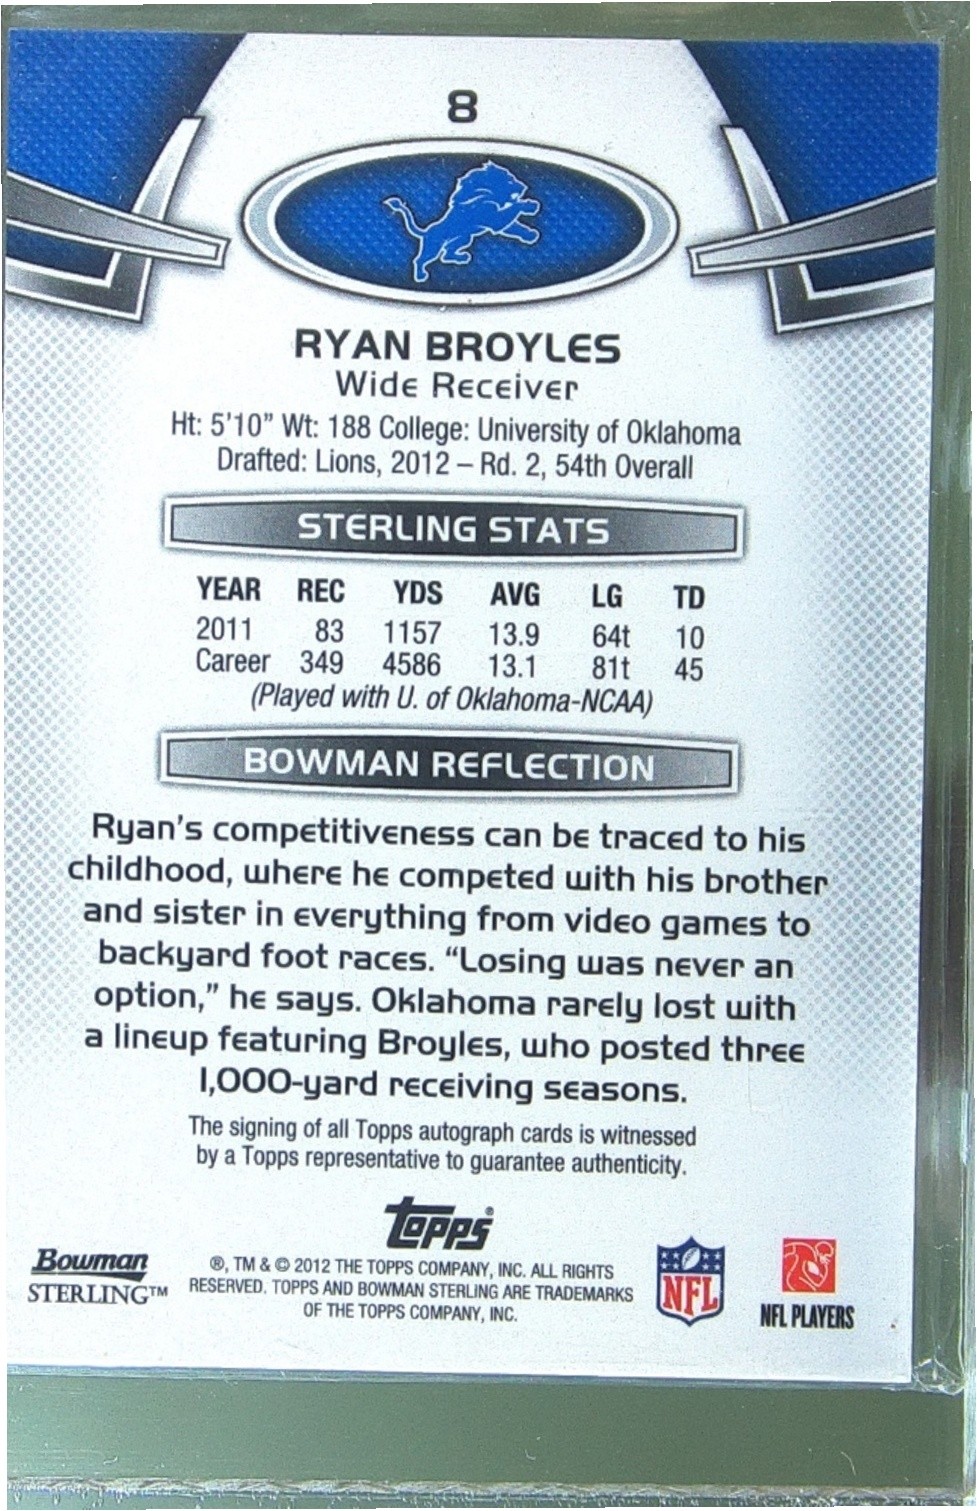 8
RYAN BROYLES
Wide Receiver
Ht: 5'10" Wt: 188 College: University of Oklahoma
Drafted: Lions, 2012 – Rd. 2, 54th Overall
STERLING STATS
YEAR REC YDS AVG LG TD
2011 83 1157 13.9 64t 10
Career 349 4586 13.1 81t 45
(Played with U. of Oklahoma-NCAA)
BOWMAN REFLECTION
Ryan's competitiveness can be traced to his
childhood, where he competed with his brother
and sister in everything from video games to
backyard foot races. "Losing was never an
option," he says. Oklahoma rarely lost with
a lineup featuring Broyles, who posted three
1,000-yard receiving seasons.
The signing of all Topps autograph cards is witnessed
by a Topps representative to guarantee authenticity.
Topps®
Bowman
STERLING™
®, TM & © 2012 THE TOPPS COMPANY, INC. ALL RIGHTS
RESERVED. TOPPS AND BOWMAN STERLING ARE TRADEMARKS
OF THE TOPPS COMPANY, INC.
NFL
NFL PLAYERS